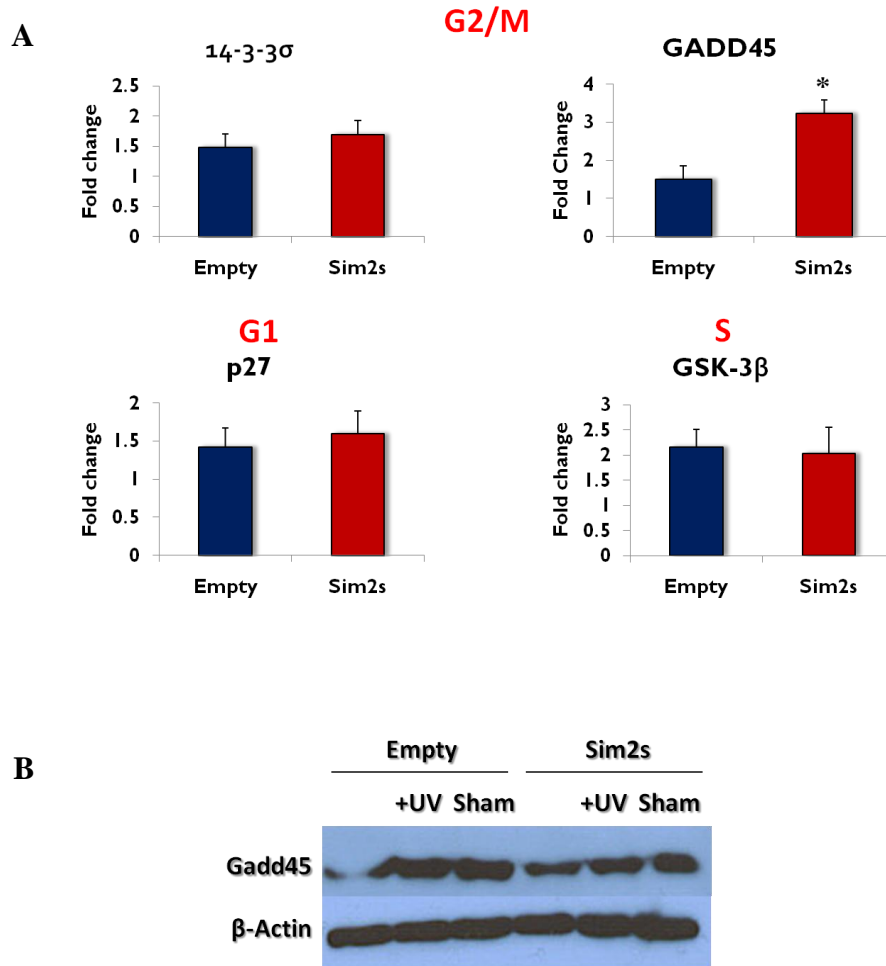 A
G2/M
14-3-3σ
2.5
2
1.5
1
0.5
0
Fold change
Empty Sim2s
GADD45
*
4
3
2
1
0
Fold Change
Empty Sim2s
G1
p27
2
1.5
1
0.5
0
Fold change
Empty Sim2s
S
GSK-3β
3
2.5
2
1.5
1
0.5
0
Fold change
Empty Sim2s
B
Empty Sim2s
+UV Sham +UV Sham
Gadd45
β-Actin